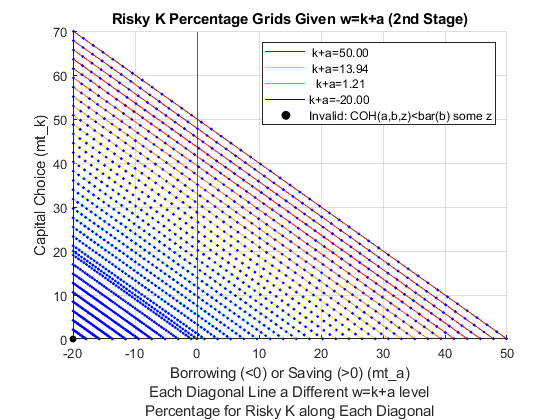 Risky K Percentage Grids Given w=k+a (2nd Stage)
k+a=50.00
k+a=13.94
k+a=1.21
k+a=-20.00
Invalid: COH(a,b,z)<bar(b) some z
Capital Choice (mt_k)
70
60
50
40
30
20
10
0
-20 -10 0 10 20 30 40 50
Borrowing (<0) or Saving (>0) (mt_a)
Each Diagonal Line a Different w=k+a level
Percentage for Risky K along Each Diagonal